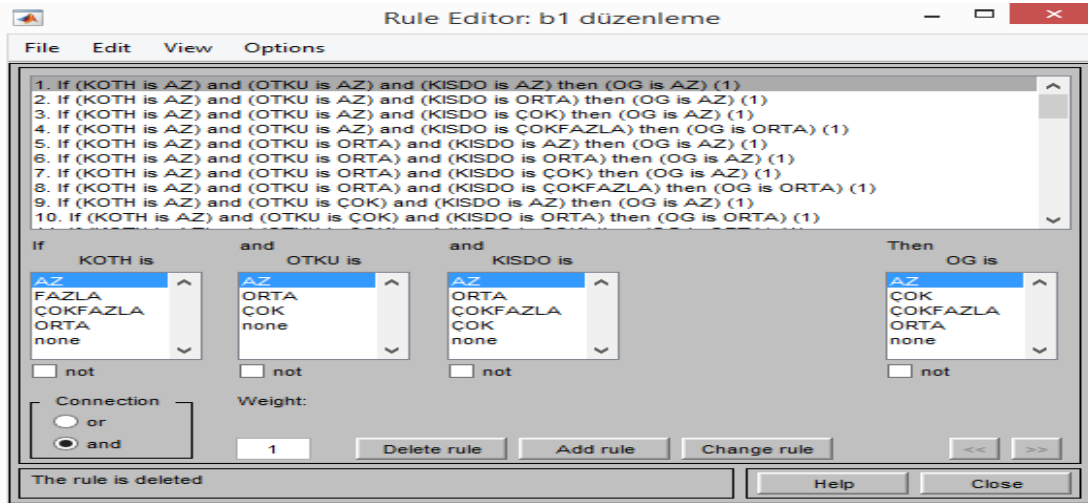 Rule Editor: b1 düzenleme
File Edit View Options
1. If (KOTH is AZ) and (OTKU is AZ) and (KISDO is AZ) then (OG is AZ) (1)
2. If (KOTH is AZ) and (OTKU is AZ) and (KISDO is ORTA) then (OG is AZ) (1)
3. If (KOTH is AZ) and (OTKU is AZ) and (KISDO is ÇOK) then (OG is AZ) (1)
4. If (KOTH is AZ) and (OTKU is AZ) and (KISDO is ÇOKFAZLA) then (OG is ORTA) (1)
5. If (KOTH is AZ) and (OTKU is ORTA) and (KISDO is AZ) then (OG is AZ) (1)
6. If (KOTH is AZ) and (OTKU is ORTA) and (KISDO is ORTA) then (OG is AZ) (1)
7. If (KOTH is AZ) and (OTKU is ORTA) and (KISDO is ÇOK) then (OG is AZ) (1)
8. If (KOTH is AZ) and (OTKU is ORTA) and (KISDO is ÇOKFAZLA) then (OG is ORTA) (1)
9. If (KOTH is AZ) and (OTKU is ÇOK) and (KISDO is AZ) then (OG is AZ) (1)
10. If (KOTH is AZ) and (OTKU is ÇOK) and (KISDO is ORTA) then (OG is ORTA) (1)
If and and Then
KOTH is OTKU is KISDO is OG is
AZ
FAZLA
ÇOKFAZLA
ORTA
none
AZ
ORTA
ÇOK
none
AZ
ORTA
ÇOKFAZLA
ÇOK
none
AZ
ÇOK
ÇOKFAZLA
ORTA
none
not not not not
Connection
or
and
Weight:
1
Delete rule Add rule Change rule << >>
The rule is deleted
Help Close